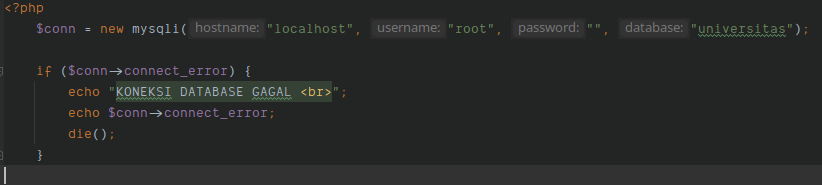 <?php
$conn = new mysqli( hostname: "localhost", username: "root", password: "", database: "universitas");
if ($conn->connect_error) {
echo "KONEKSI DATABASE GAGAL <br>";
echo $conn->connect_error;
die();
}